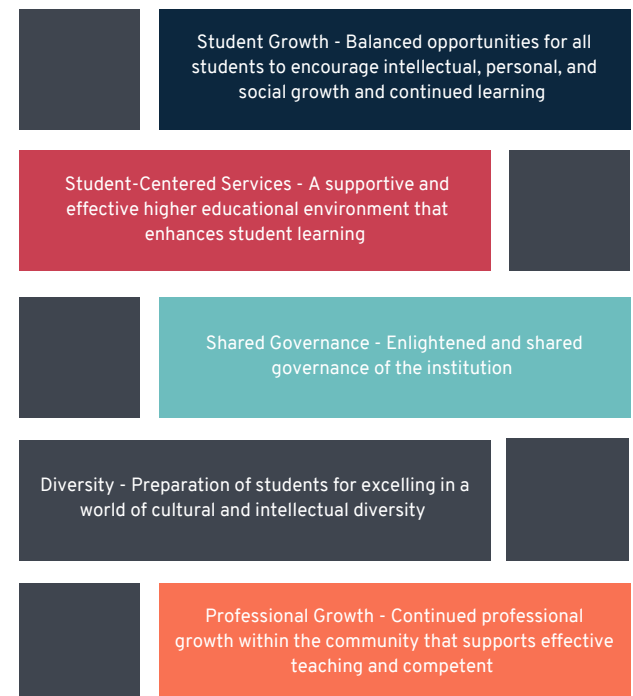 Student Growth - Balanced opportunities for all
students to encourage intellectual, personal, and
social growth and continued learning
Student-Centered Services - A supportive and
effective higher educational environment that
enhances student learning
Shared Governance - Enlightened and shared
governance of the institution
Diversity - Preparation of students for excelling in a
world of cultural and intellectual diversity
Professional Growth - Continued professional
growth within the community that supports effective
teaching and competent